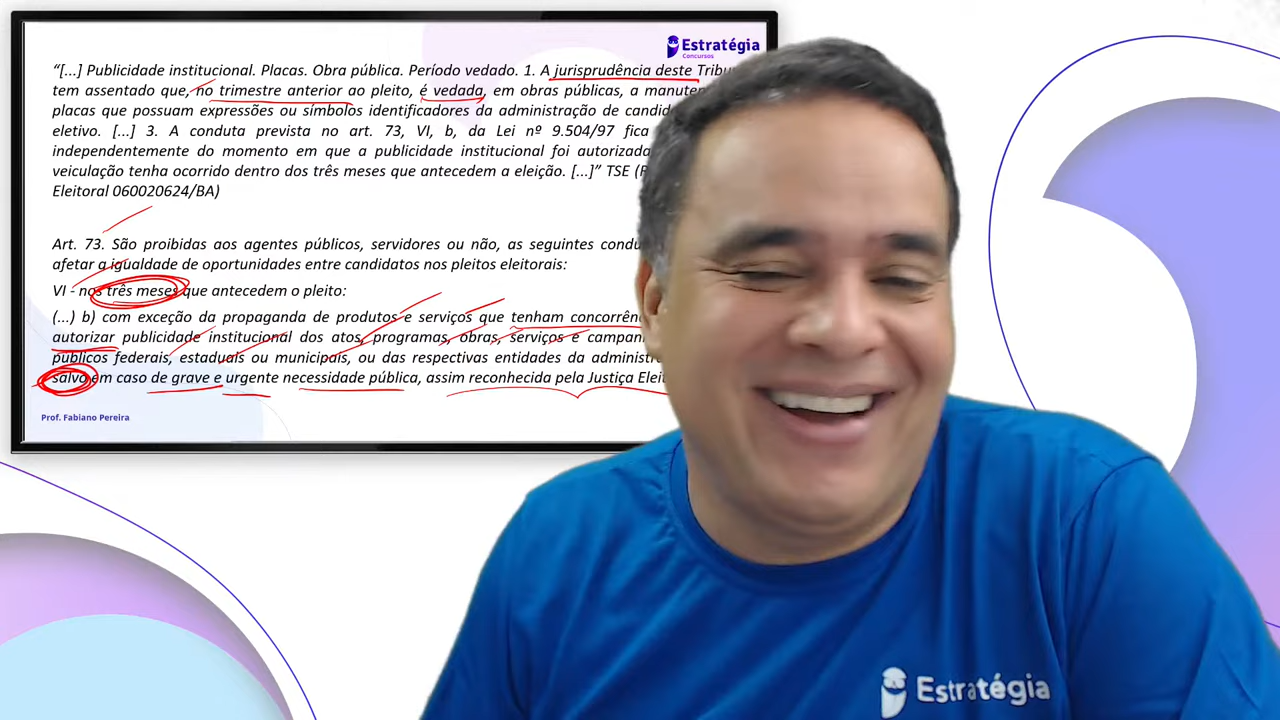 Estratégia
Concursos
“[...] Publicidade institucional. Placas. Obra pública. Período vedado. 1. A jurisprudência deste
tem assentado que, no trimestre anterior ao pleito, é vedada, em obras públicas, a
placas que possuam expressões ou símbolos identificadores da administração de
eletivo. [...] 3. A conduta prevista no art. 73, VI, b, da Lei nº 9.504/97 fica
independentemente do momento em que a publicidade institucional foi autorizada
veiculação tenha ocorrido dentro dos três meses que antecedem a eleição. [...]” TSE
Eleitoral 060020624/BA)
Art. 73. São proibidas aos agentes públicos, servidores ou não, as seguintes
afetar a igualdade de oportunidades entre candidatos nos pleitos eleitorais:
VI - nos três meses que antecedem o pleito:
(...) b) com exceção da propaganda de produtos e serviços que tenham
autorizar publicidade institucional dos atos, programas, obras, serviços e
públicos federais, estaduais ou municipais, ou das respectivas entidades da
salvo em caso de grave e urgente necessidade pública, assim reconhecida pela Justiça
Prof. Fabiano Pereira
Estratégia